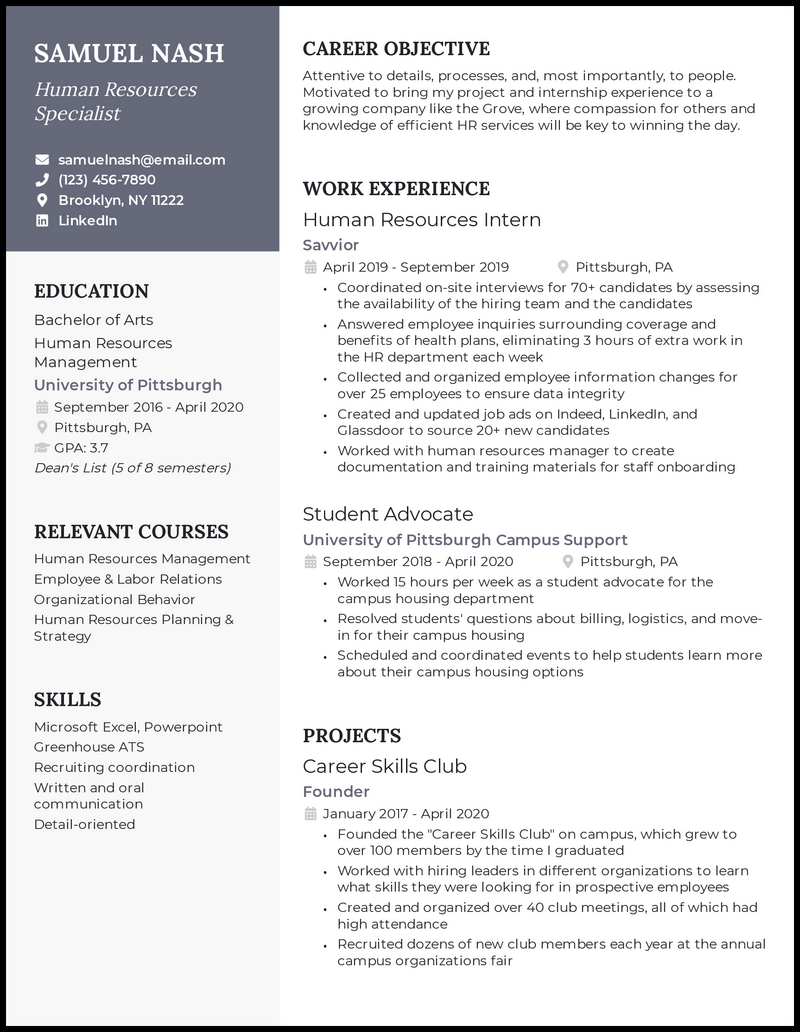 SAMUEL NASH
Human Resources
Specialist
samuelnash@email.com
(123) 456-7890
Brooklyn, NY 11222
LinkedIn
EDUCATION
Bachelor of Arts
Human Resources
Management
University of Pittsburgh
September 2016 - April 2020
Pittsburgh, PA
GPA: 3.7
Dean's List (5 of 8 semesters)
RELEVANT COURSES
Human Resources Management
Employee & Labor Relations
Organizational Behavior
Human Resources Planning &
Strategy
SKILLS
Microsoft Excel, Powerpoint
Greenhouse ATS
Recruiting coordination
Written and oral
communication
Detail-oriented
CAREER OBJECTIVE
Attentive to details, processes, and, most importantly, to people.
Motivated to bring my project and internship experience to a
growing company like the Grove, where compassion for others and
knowledge of efficient HR services will be key to winning the day.
WORK EXPERIENCE
Human Resources Intern
Savvior
April 2019 - September 2019 Pittsburgh, PA
• Coordinated on-site interviews for 70+ candidates by assessing
the availability of the hiring team and the candidates
• Answered employee inquiries surrounding coverage and
benefits of health plans, eliminating 3 hours of extra work in
the HR department each week
• Collected and organized employee information changes for
over 25 employees to ensure data integrity
• Created and updated job ads on Indeed, LinkedIn, and
Glassdoor to source 20+ new candidates
• Worked with human resources manager to create
documentation and training materials for staff onboarding
Student Advocate
University of Pittsburgh Campus Support
September 2018 - April 2020 Pittsburgh, PA
• Worked 15 hours per week as a student advocate for the
campus housing department
• Resolved students' questions about billing, logistics, and move-
in for their campus housing
• Scheduled and coordinated events to help students learn more
about their campus housing options
PROJECTS
Career Skills Club
Founder
January 2017 - April 2020
• Founded the "Career Skills Club" on campus, which grew to
over 100 members by the time I graduated
• Worked with hiring leaders in different organizations to learn
what skills they were looking for in prospective employees
• Created and organized over 40 club meetings, all of which had
high attendance
• Recruited dozens of new club members each year at the annual
campus organizations fair